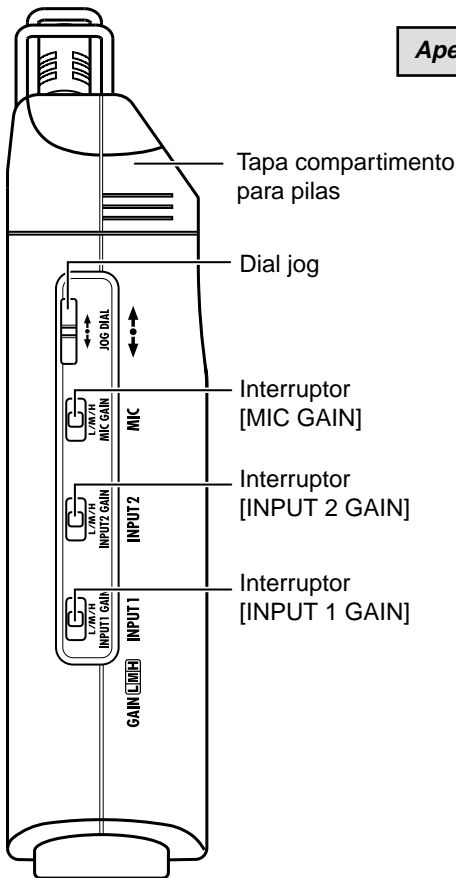 Ape
Tapa compartimento
para pilas
Dial jog
JOG DIAL
Interruptor
[MIC GAIN]
L/M/H
MIC GAIN
MIC
Interruptor
[INPUT 2 GAIN]
L/M/H
INPUT2 GAIN
INPUT 2
Interruptor
[INPUT 1 GAIN]
L/M/H
INPUT1 GAIN
INPUT 1
GAIN L M H